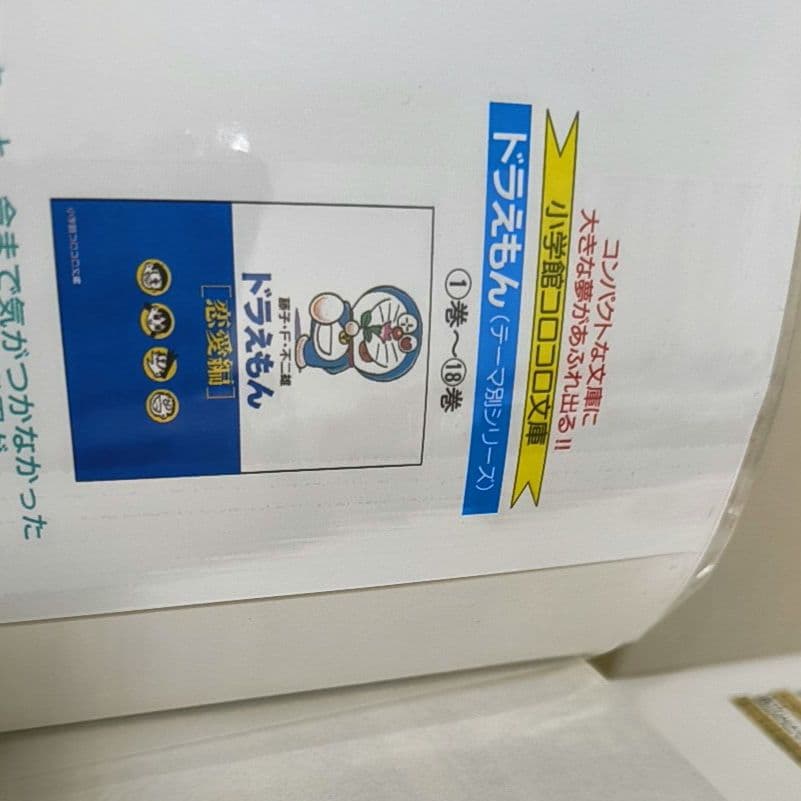 コンパクトな文庫に
大きな夢があふれ出る!!
小学館コロコロ文庫
ドラえもん(テーマ別シリーズ)
①巻〜⑱巻
藤子・F・不二雄
ドラえもん
[恋愛編]
小学館コロコロ文庫
今まで気がつかなかった